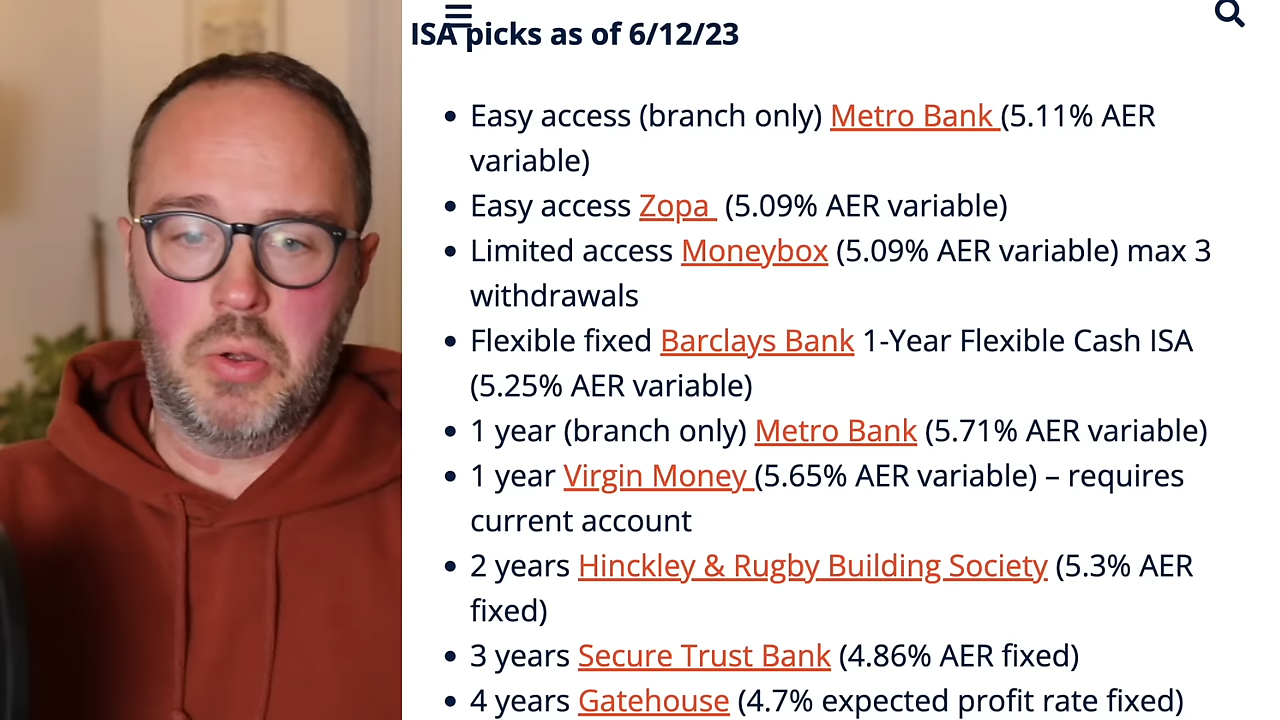 ISA picks as of 6/12/23
Easy access (branch only) Metro Bank (5.11% AER
variable)
Easy access Zopa (5.09% AER variable)
Limited access Moneybox (5.09% AER variable) max 3
withdrawals
Flexible fixed Barclays Bank 1-Year Flexible Cash ISA
(5.25% AER variable)
1 year (branch only) Metro Bank (5.71% AER variable)
1 year Virgin Money (5.65% AER variable) – requires
current account
2 years Hinckley & Rugby Building Society (5.3% AER
fixed)
3 years Secure Trust Bank (4.86% AER fixed)
4 years Gatehouse (4.7% expected profit rate fixed)